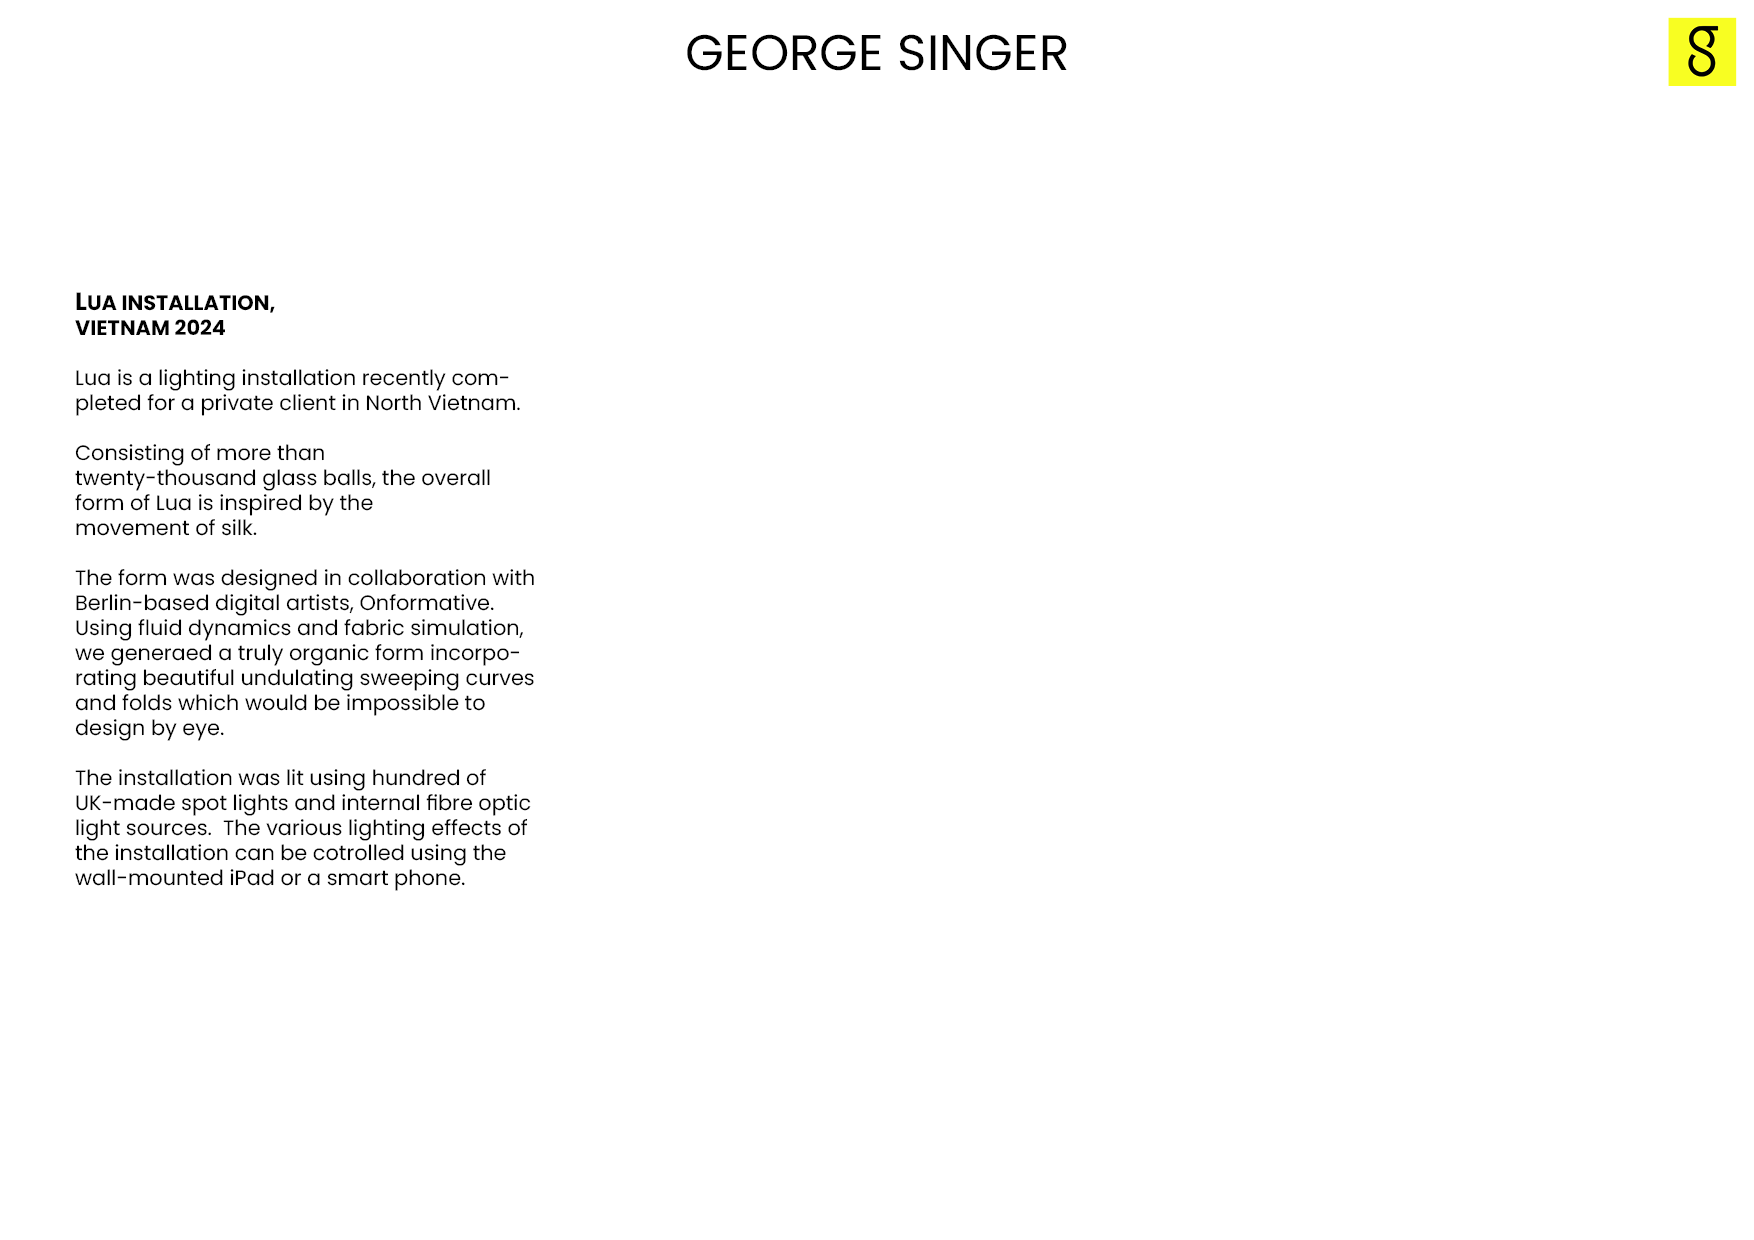 GEORGE SINGER
g
LUA INSTALLATION,
VIETNAM 2024
Lua is a lighting installation recently com-
pleted for a private client in North Vietnam.
Consisting of more than
twenty-thousand glass balls, the overall
form of Lua is inspired by the
movement of silk.
The form was designed in collaboration with
Berlin-based digital artists, Onformative.
Using fluid dynamics and fabric simulation,
we generaed a truly organic form incorpo-
rating beautiful undulating sweeping curves
and folds which would be impossible to
design by eye.
The installation was lit using hundred of
UK-made spot lights and internal fibre optic
light sources.  The various lighting effects of
the installation can be cotrolled using the
wall-mounted iPad or a smart phone.